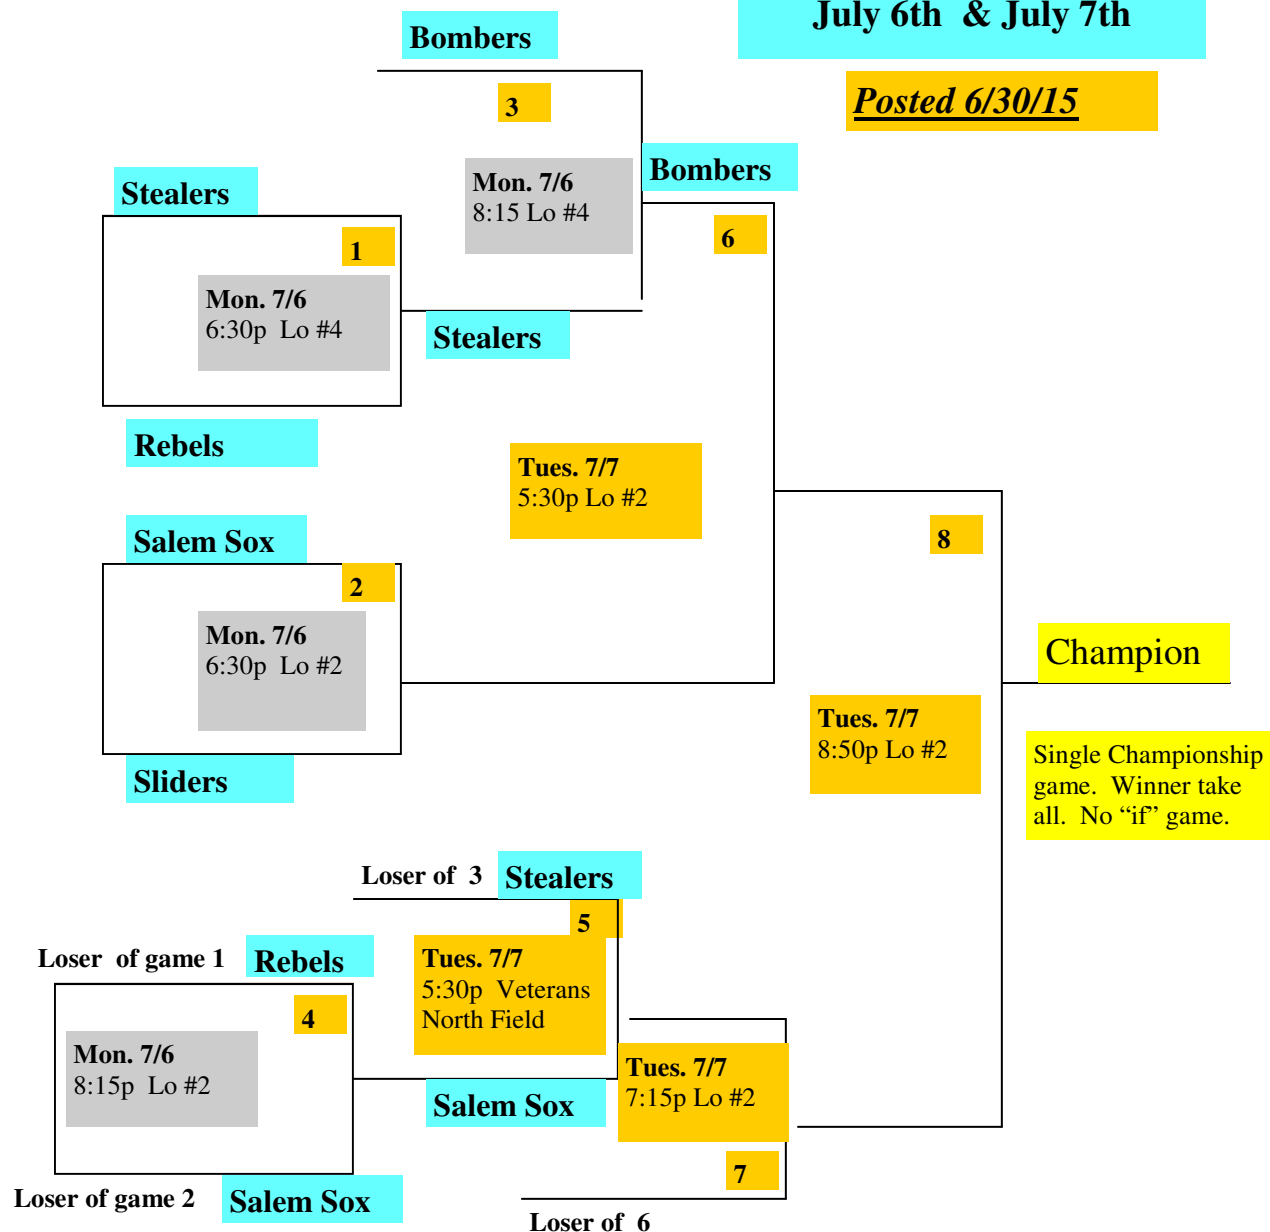 July 6th & July 7th
Posted 6/30/15
Bombers
3
Mon. 7/6
8:15 Lo #4
Bombers
6
Stealers
1
Mon. 7/6
6:30p Lo #4
Stealers
Rebels
Tues. 7/7
5:30p Lo #2
Salem Sox
2
Mon. 7/6
6:30p Lo #2
Sliders
8
Tues. 7/7
8:50p Lo #2
Champion
Single Championship
game. Winner take
all. No “if” game.
Loser of 3 Stealers
5
Tues. 7/7
5:30p Veterans
North Field
Loser of game 1 Rebels
4
Mon. 7/6
8:15p Lo #2
Salem Sox
Tues. 7/7
7:15p Lo #2
7
Loser of game 2 Salem Sox
Loser of 6